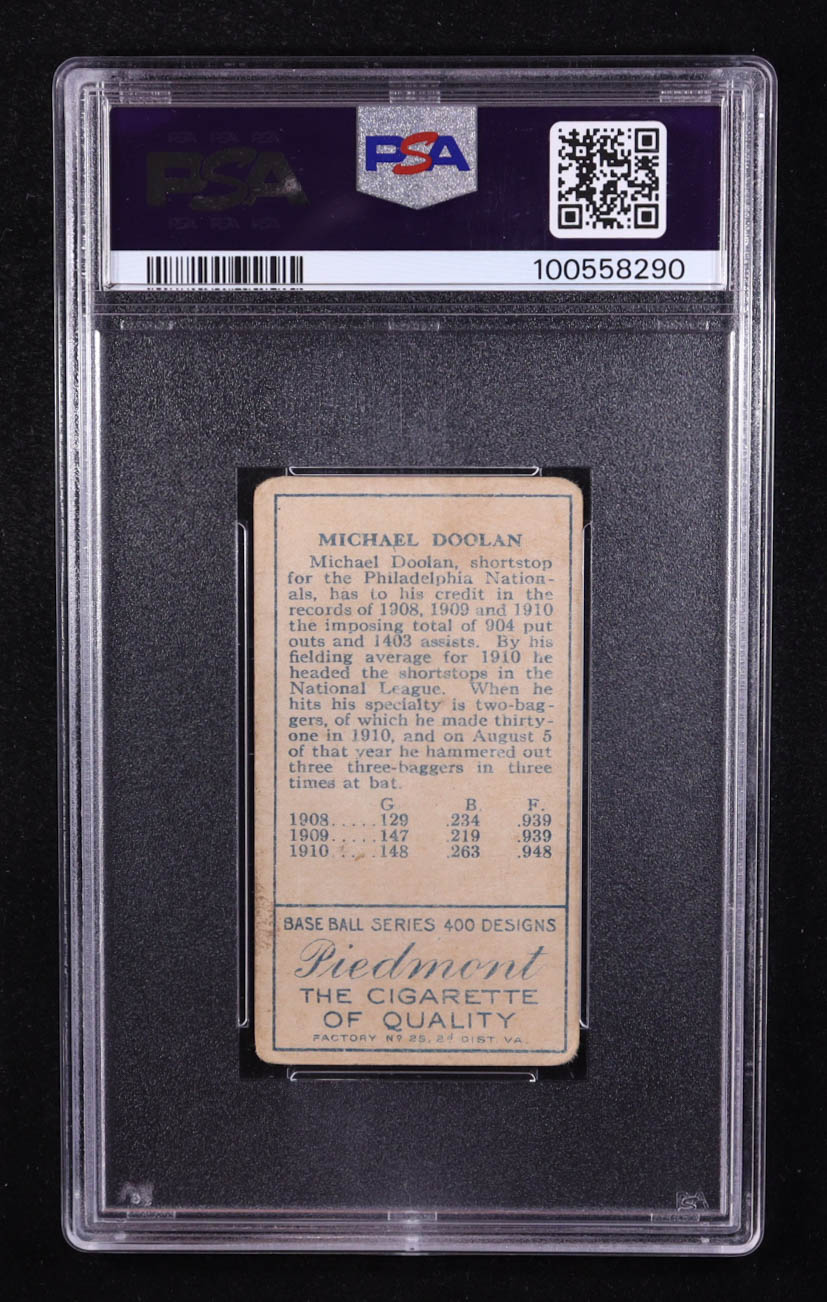 PSA
PSA
PSA PSA PSA
100558290
MICHAEL DOOLAN
Michael Doolan, shortstop
for the Philadelphia Nation-
als, has to his credit in the
records of 1908, 1909 and 1910
the imposing total of 904 put
outs and 1403 assists. By his
fielding average for 1910 he
headed the shortstops in the
National League. When he
hits his specialty is two-bag-
gers, of which he made thirty-
one in 1910, and on August 5
of that year he hammered out
three three-baggers in three
times at bat.
G B. F.
1908.....129 .234 .939
1909.....147 .219 .939
1910.....148 .263 .948
BASE BALL SERIES 400 DESIGNS
Piedmont
THE CIGARETTE
OF QUALITY
FACTORY Nº 25, 2d DIST VA.
PSA